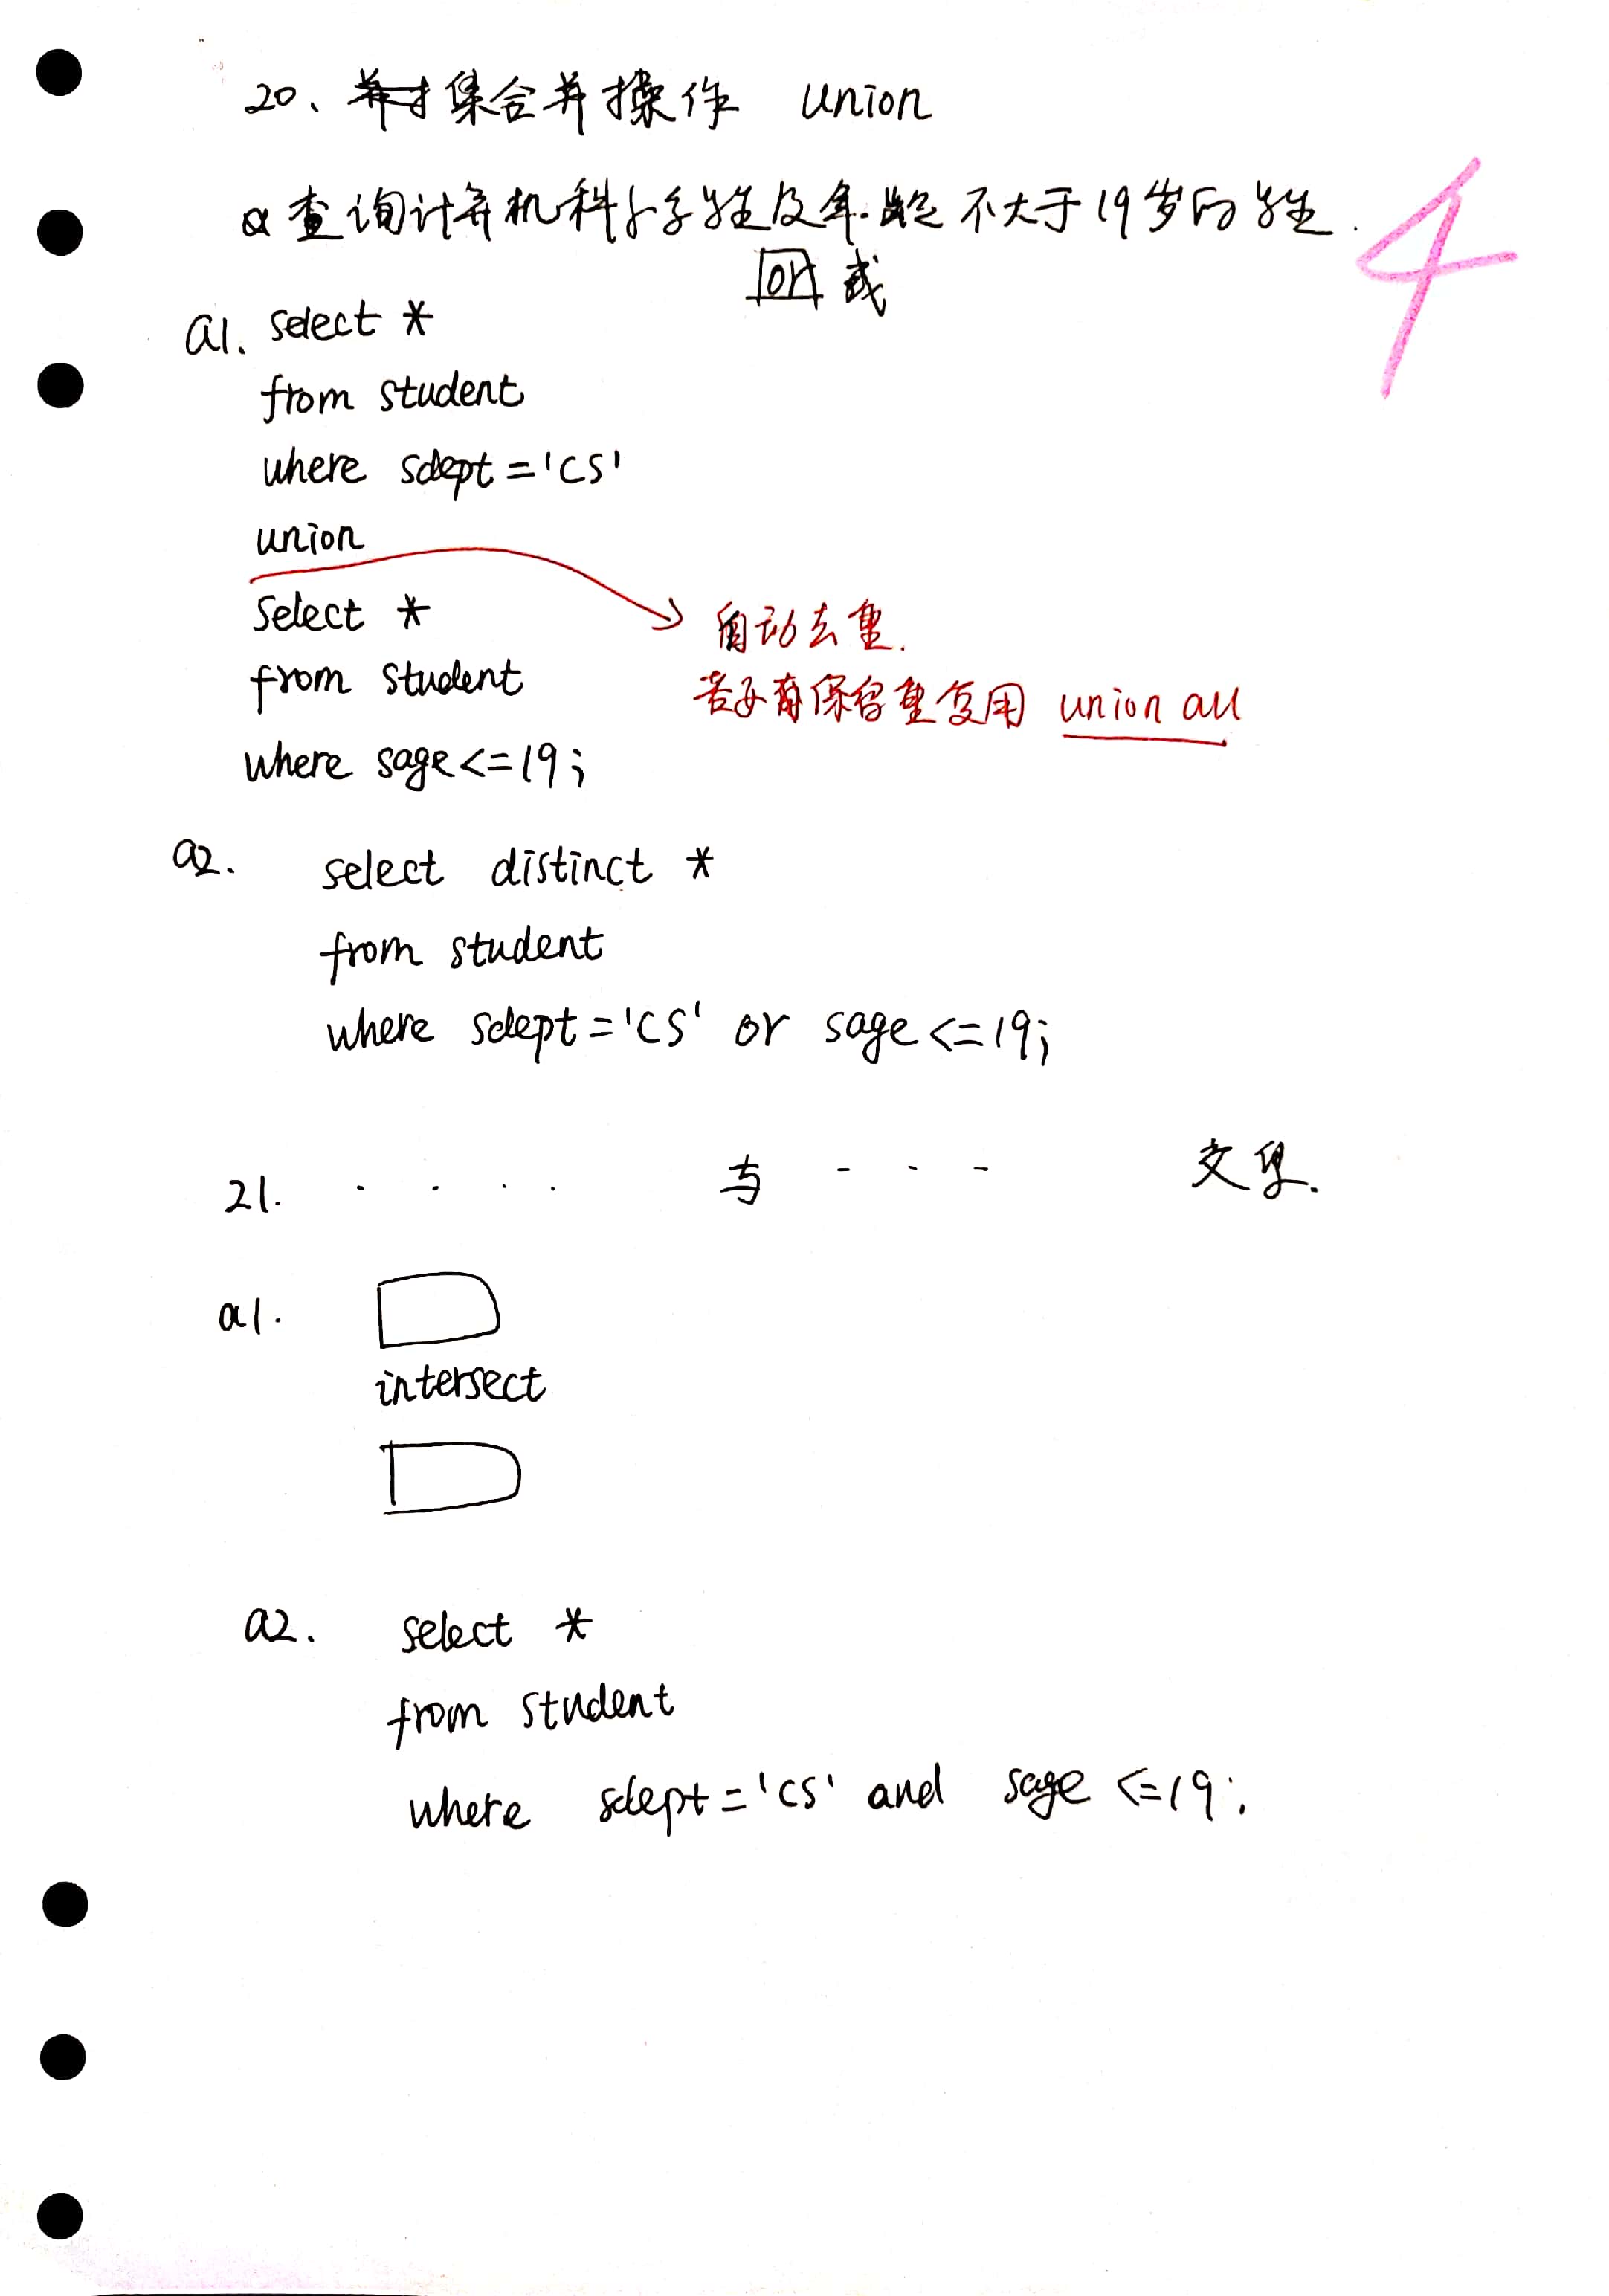 20、集合并操作 union
q 查询计算机科学系学生及年龄不大于19岁的学生.
or 或
4
a1. select *
from student
where sdept='CS'
union
select *
from student
where sage<=19;
自动去重.
若要保留重复用 union all
a2. select distinct *
from student
where sdept='CS' or sage<=19;
21. . . . . 与 - - - 交集.
a1.
intersect
a2. select *
from student
where sdept='CS' and sage<=19;